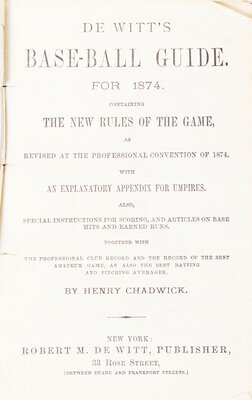 DE WITT'S
BASE-BALL GUIDE.
FOR 1874.
CONTAINING
THE NEW RULES OF THE GAME,
AS
REVISED AT THE PROFESSIONAL CONVENTION OF 1874.
WITH
AN EXPLANATORY APPENDIX FOR UMPIRES.
ALSO,
SPECIAL INSTRUCTIONS FOR SCORING, AND ARTICLES ON BASE
HITS AND EARNED RUNS.
TOGETHER WITH
THE PROFESSIONAL CLUB RECORD AND THE RECORD OF THE BEST
AMATEUR GAME, AS ALSO THE BEST BATTING
AND PITCHING AVERAGES.
BY HENRY CHADWICK.
NEW YORK:
ROBERT M. DE WITT, PUBLISHER,
33 ROSE STREET,
(BETWEEN DUANE AND FRANKFORT STREETS.)